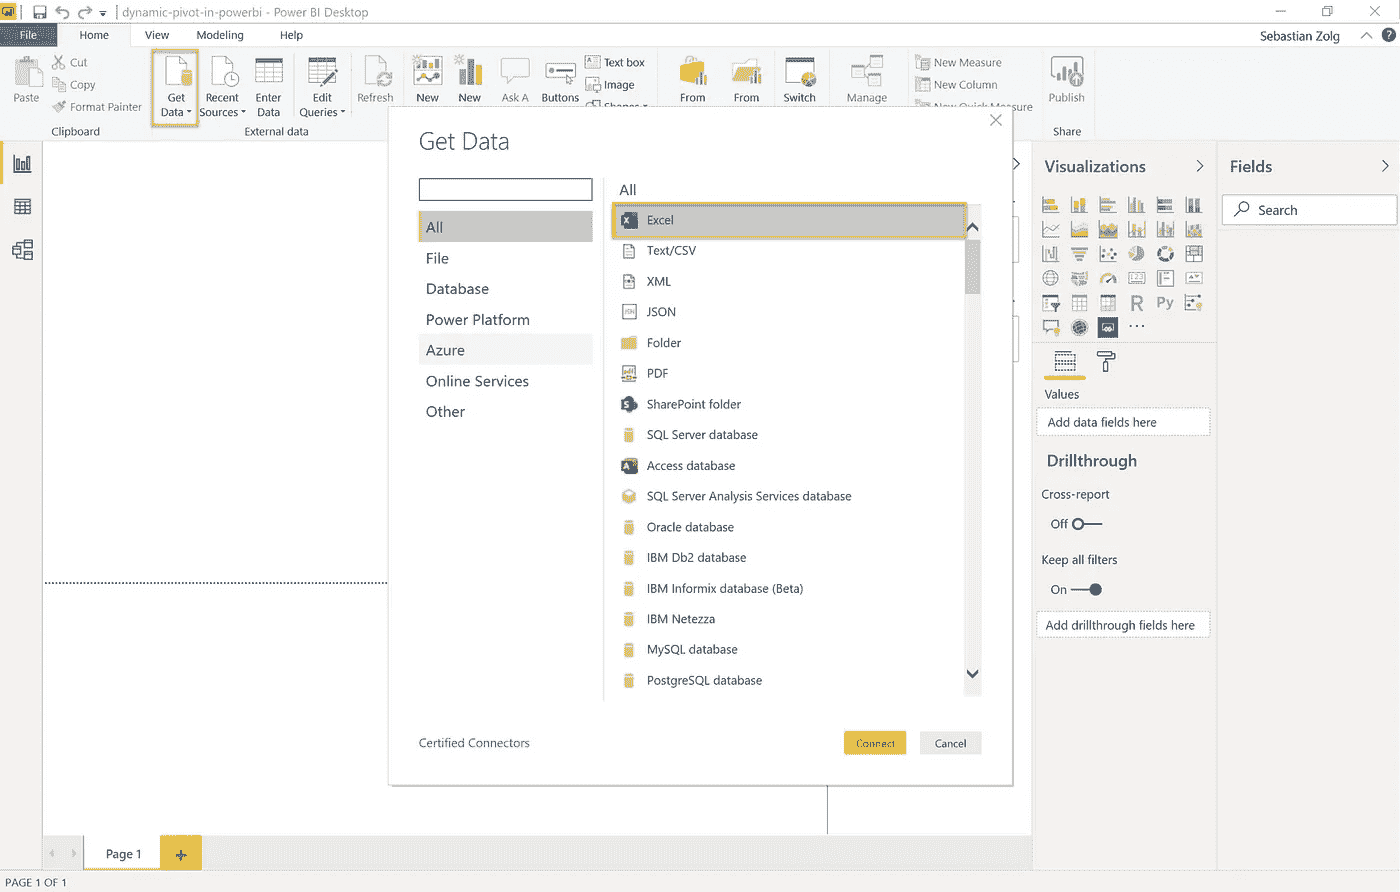 dynamic-pivot-in-powerbi - Power BI Desktop
File Home View Modeling Help Sebastian Zolg
Paste
Cut
Copy
Format Painter
Clipboard
Get Data
Recent Sources
Enter Data
Edit Queries
External data
Refresh
New
New
Ask A
Buttons
Text box
Image
Shapes
From
From
Switch
Manage
New Measure
New Column
New Quick Measure
Publish
Share
Get Data
All
File
Database
Power Platform
Azure
Online Services
Other
All
Excel
Text/CSV
XML
JSON
Folder
PDF
SharePoint folder
SQL Server database
Access database
SQL Server Analysis Services database
Oracle database
IBM Db2 database
IBM Informix database (Beta)
IBM Netezza
MySQL database
PostgreSQL database
Certified Connectors
Connect
Cancel
Visualizations
R
Py
Values
Add data fields here
Drillthrough
Cross-report
Off
Keep all filters
On
Add drillthrough fields here
Fields
Search
Page 1
PAGE 1 OF 1